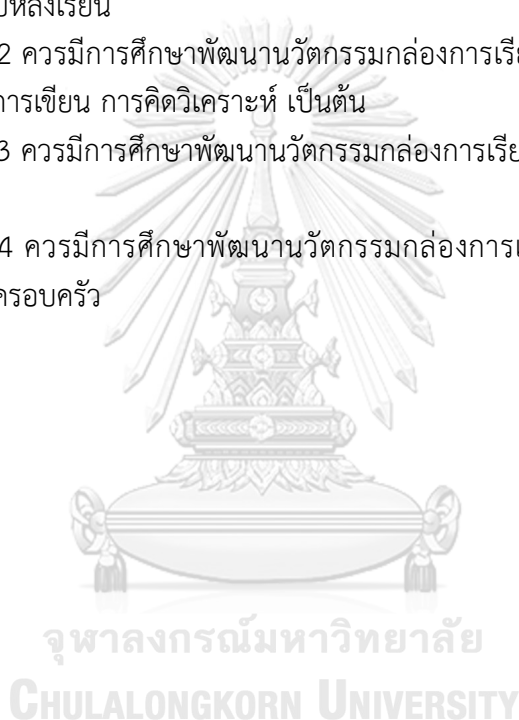 บหลังเรียน
2 ควรมีการศึกษาพัฒนานวัตกรรมกล่องการเรีย
การเขียน การคิดวิเคราะห์ เป็นต้น
3 ควรมีการศึกษาพัฒนานวัตกรรมกล่องการเรีย
4 ควรมีการศึกษาพัฒนานวัตกรรมกล่องการเ
ครอบครัว
จุฬาลงกรณ์มหาวิทยาลัย
CHULALONGKORN UNIVERSITY